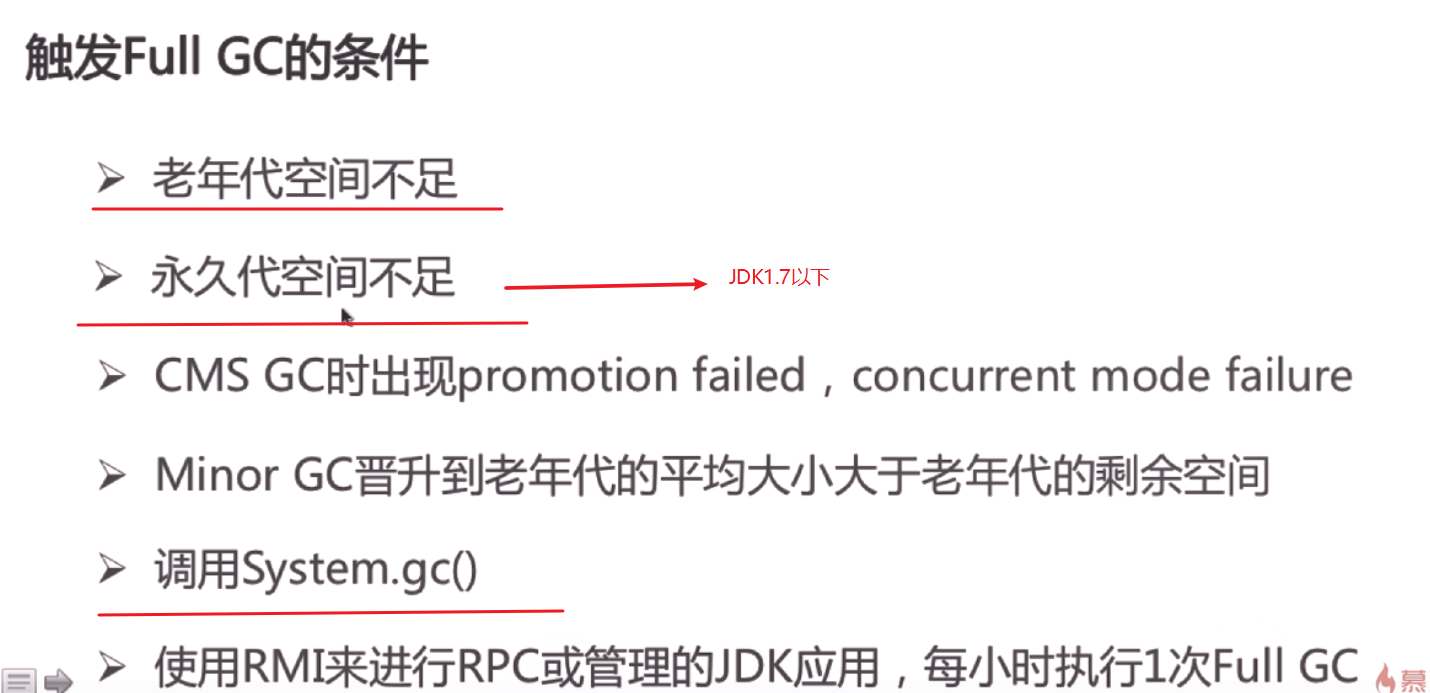 触发Full GC的条件
老年代空间不足
永久代空间不足
JDK1.7以下
CMS GC时出现promotion failed，concurrent mode failure
Minor GC晋升到老年代的平均大小大于老年代的剩余空间
调用System.gc()
使用RMI来进行RPC或管理的JDK应用，每小时执行1次Full GC
慕